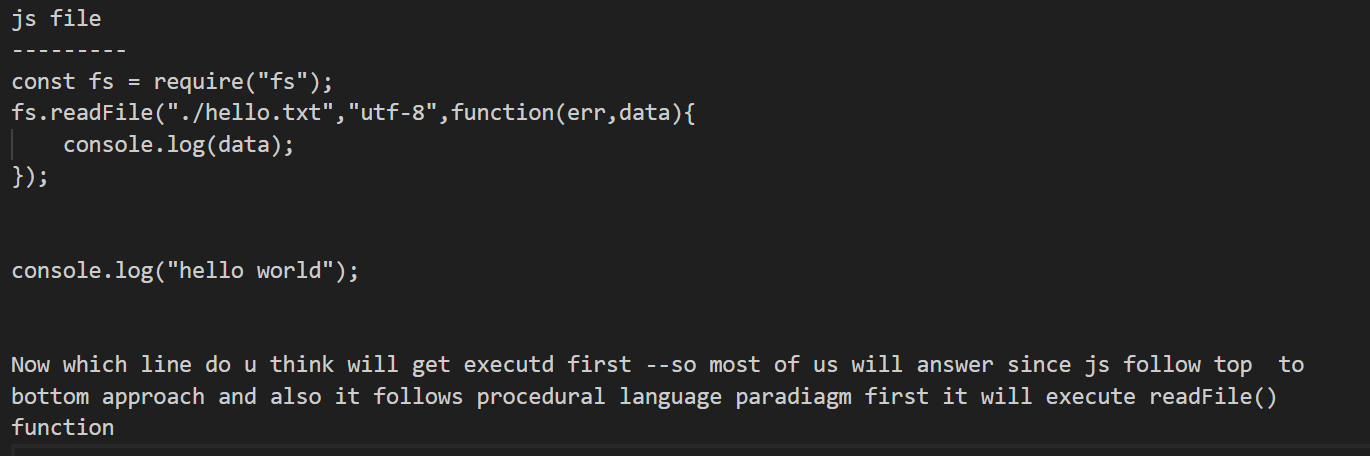 js file
---------
const fs = require("fs");
fs.readFile("./hello.txt","utf-8",function(err,data){
    console.log(data);
});
console.log("hello world");
Now which line do u think will get executd first --so most of us will answer since js follow top  to
bottom approach and also it follows procedural language paradiagm first it will execute readFile()
function